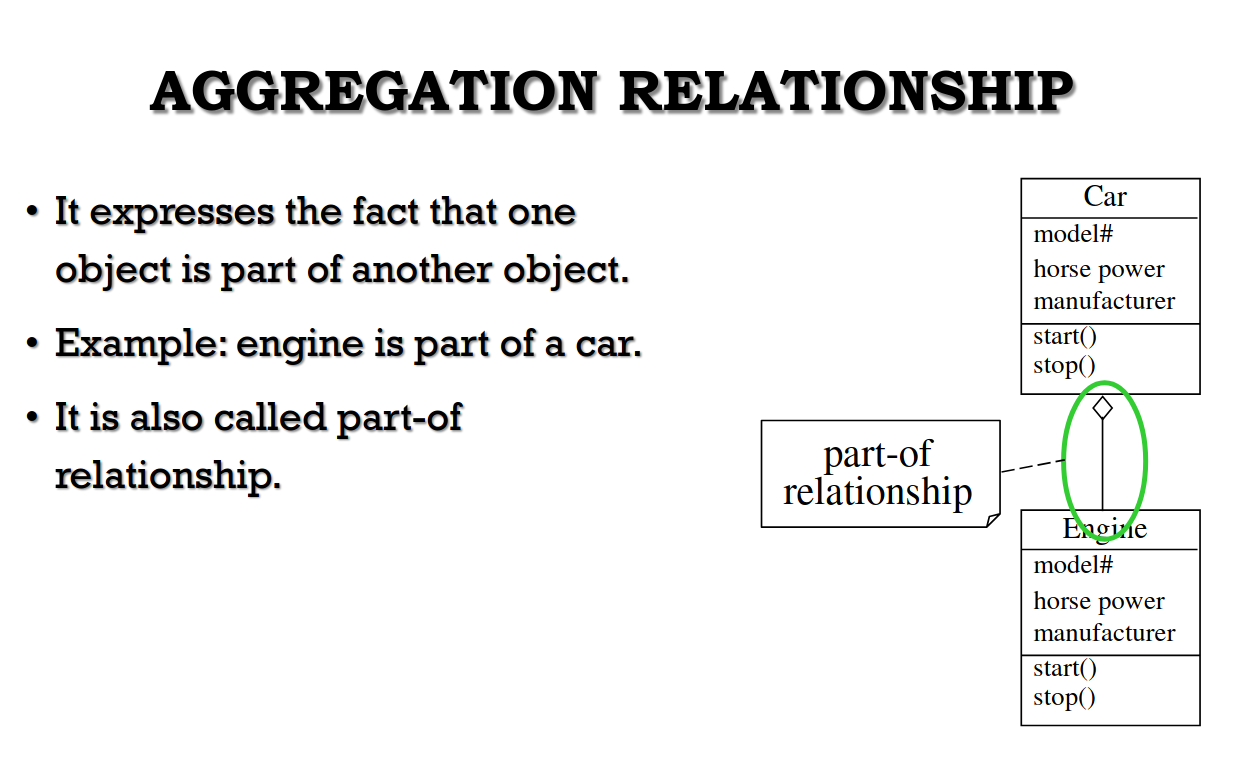 AGGREGATION RELATIONSHIP
• It expresses the fact that one
object is part of another object.
• Example: engine is part of a car.
• It is also called part-of
relationship.
Car
model#
horse power
manufacturer
start()
stop()
part-of
relationship
Engine
model#
horse power
manufacturer
start()
stop()